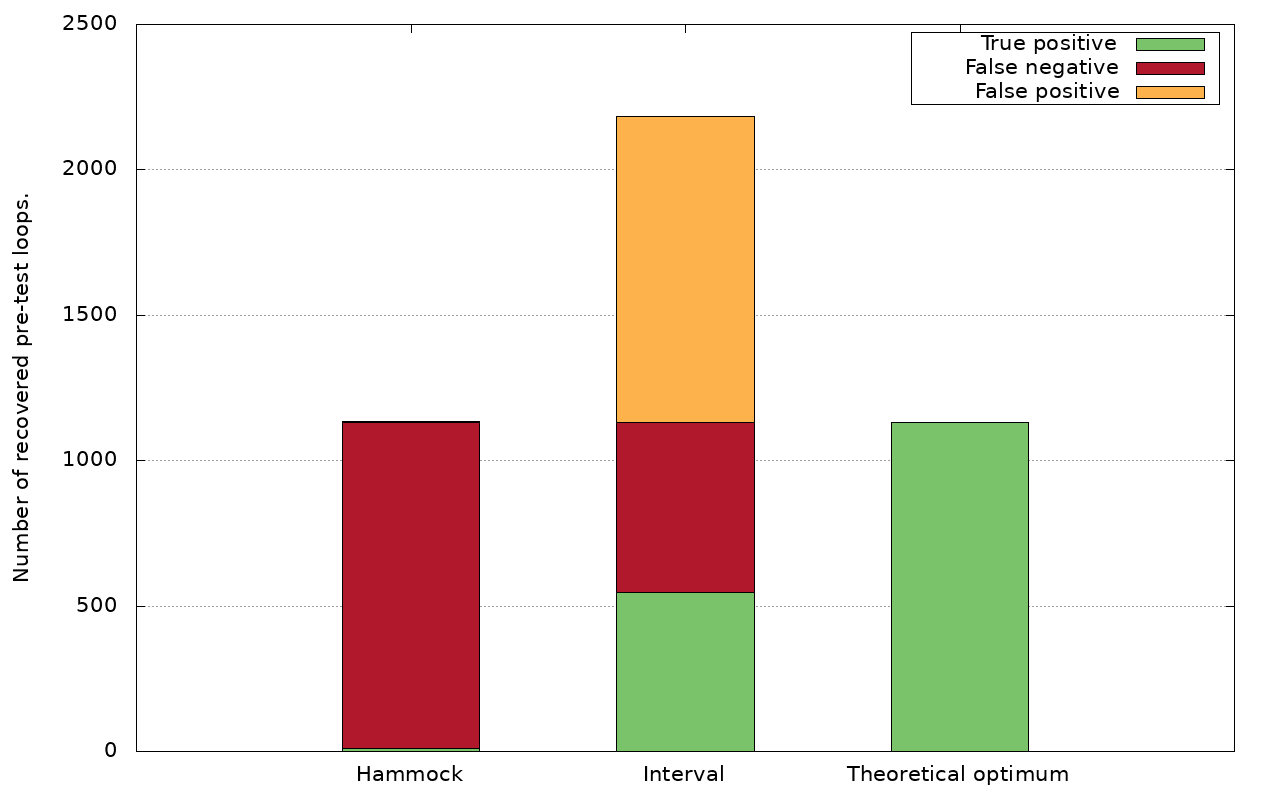 2500
2000
1500
1000
500
0
Number of recovered pre-test loops.
True positive
False negative
False positive
Hammock
Interval
Theoretical optimum